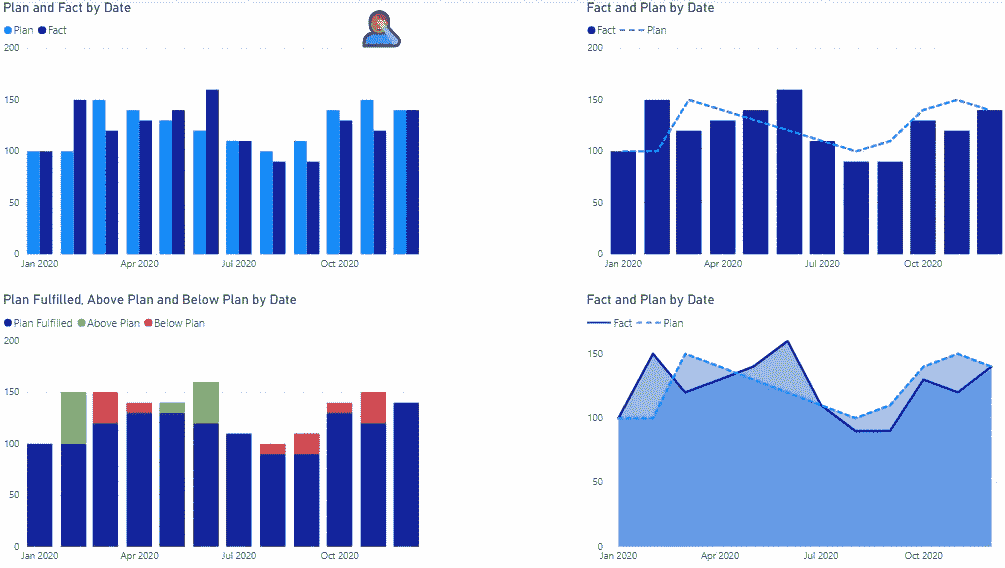 Plan and Fact by Date
Plan Fact
200
150
100
50
0
Jan 2020 Apr 2020 Jul 2020 Oct 2020
Fact and Plan by Date
Fact Plan
200
150
100
50
0
Jan 2020 Apr 2020 Jul 2020 Oct 2020
Plan Fulfilled, Above Plan and Below Plan by Date
Plan Fulfilled Above Plan Below Plan
200
150
100
50
0
Jan 2020 Apr 2020 Jul 2020 Oct 2020
Fact and Plan by Date
Fact Plan
150
100
50
0
Jan 2020 Apr 2020 Jul 2020 Oct 2020